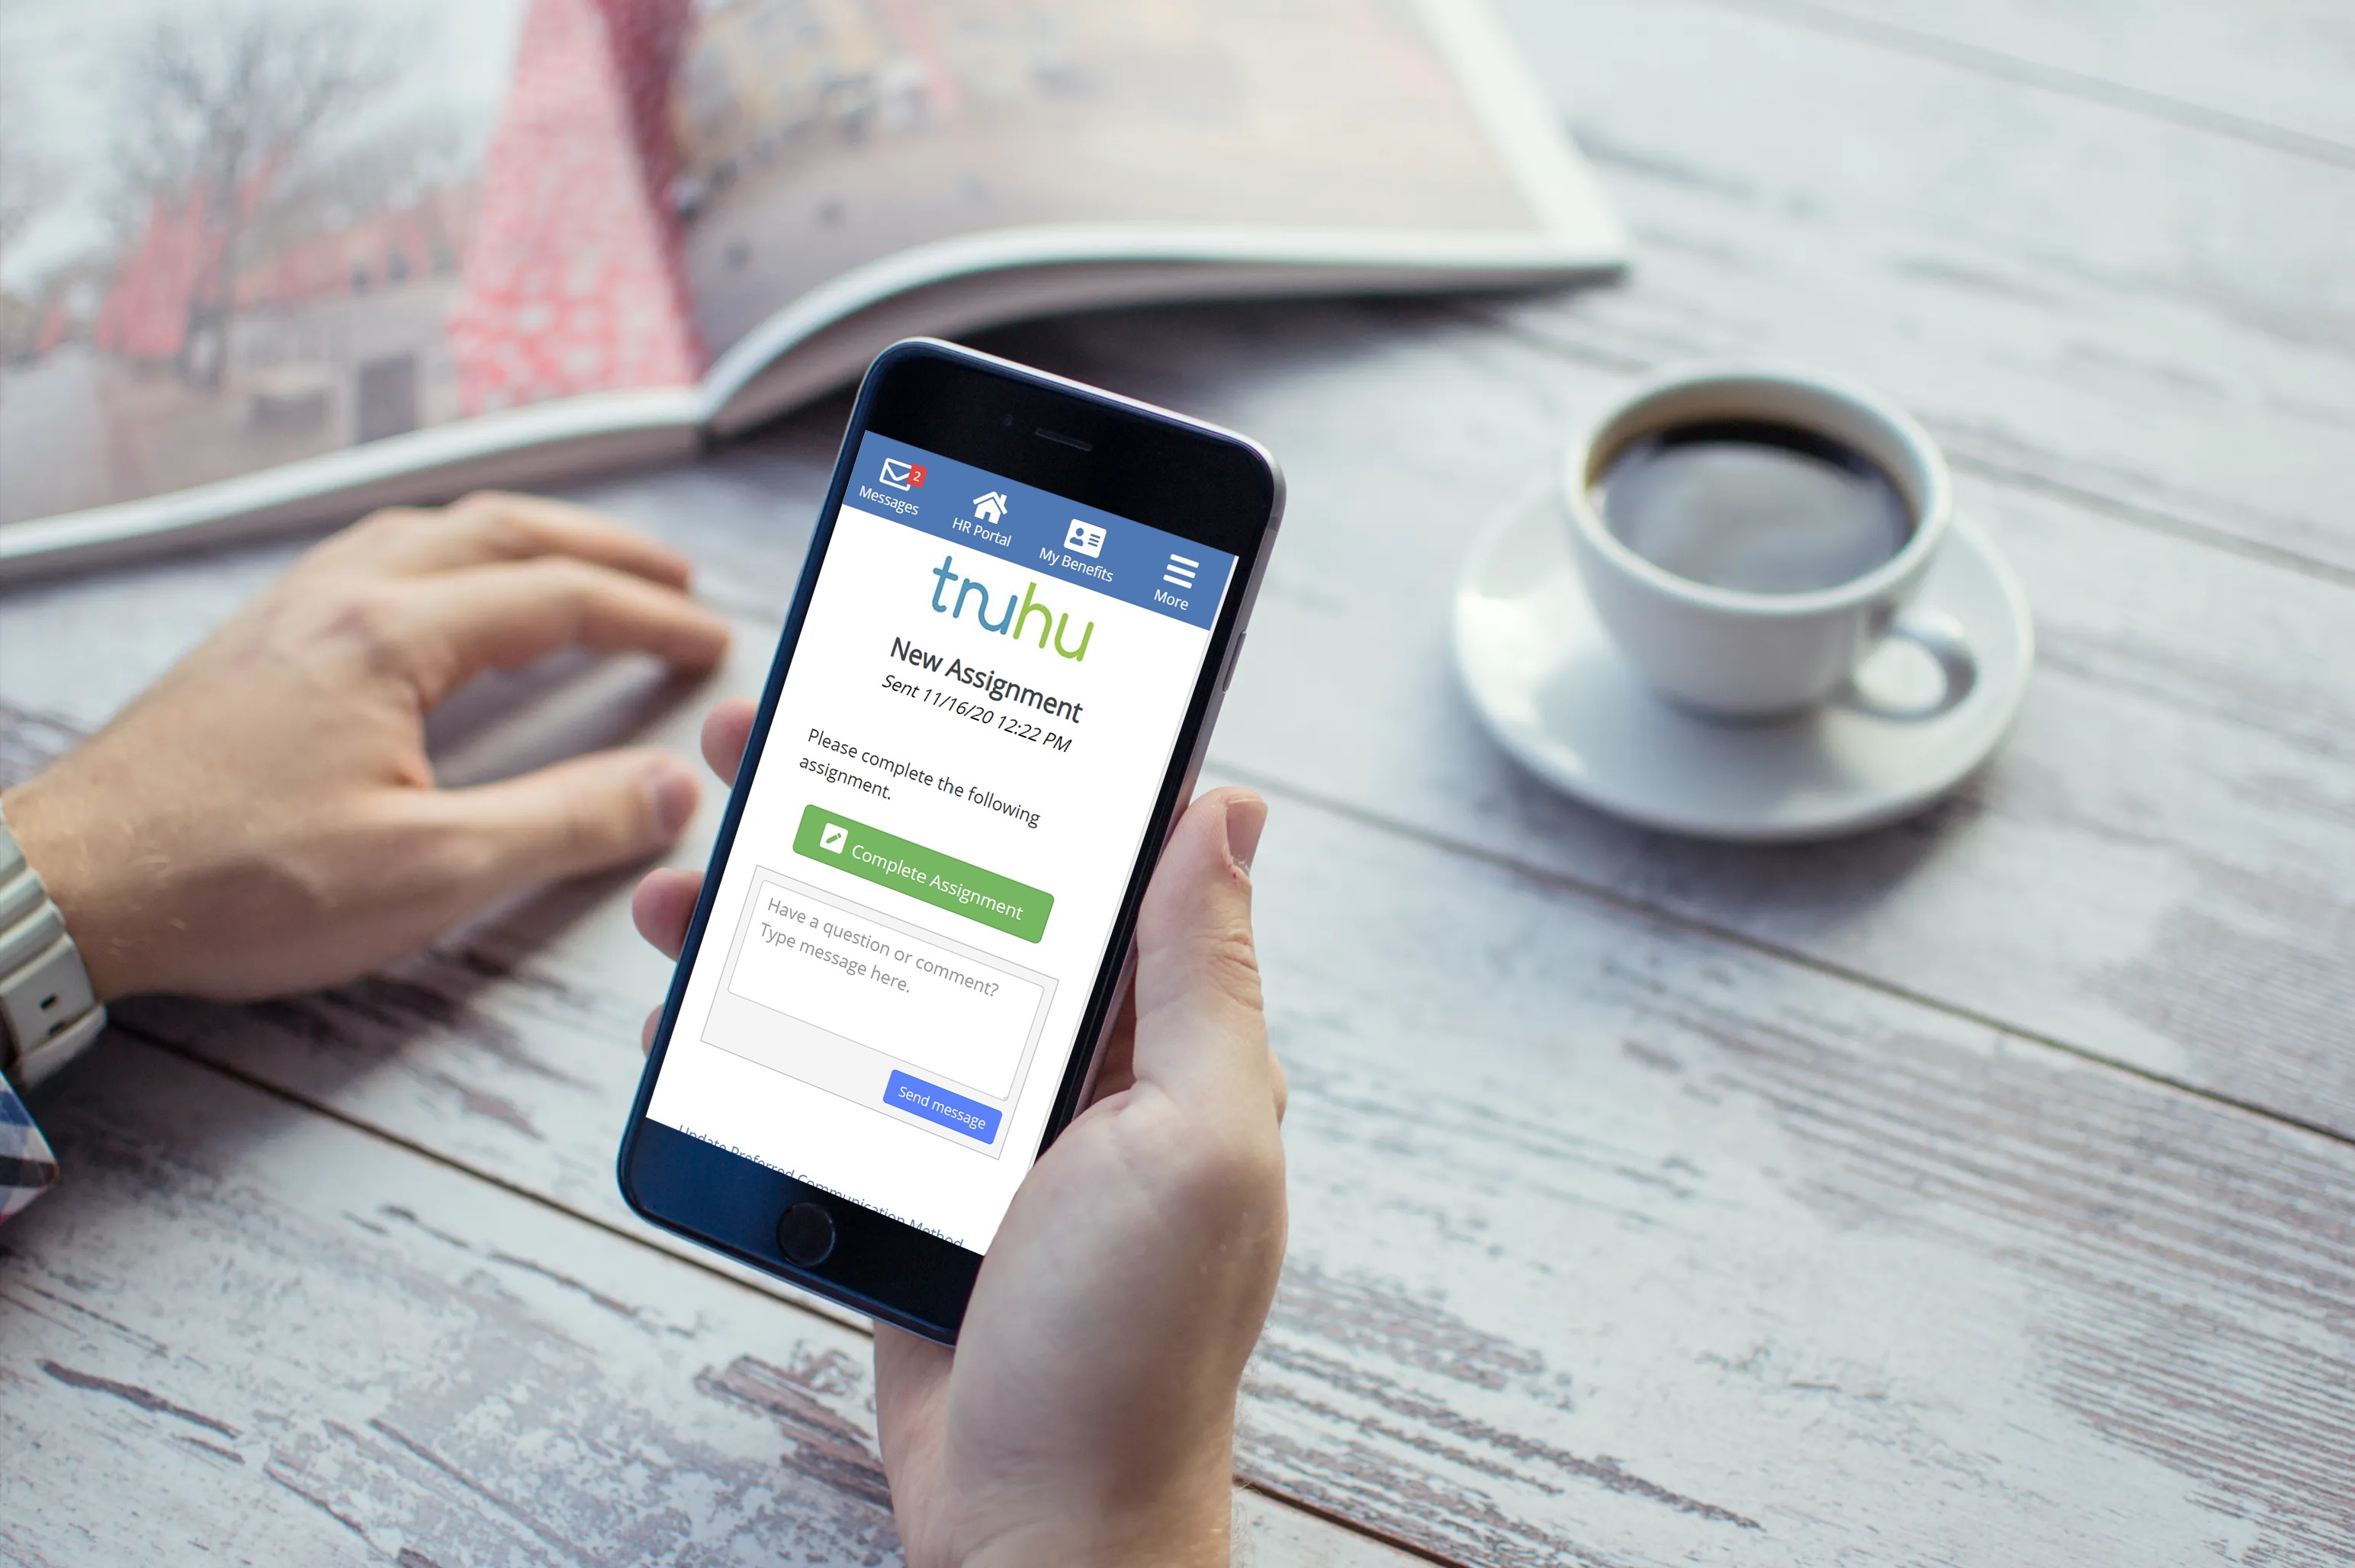 2
Messages
HR Portal
My Benefits
More
truhu
New Assignment
Sent 11/16/20 12:22 PM
Please complete the following
assignment.
Complete Assignment
Have a question or comment?
Type message here.
Send message
Update Preferred Communication Method